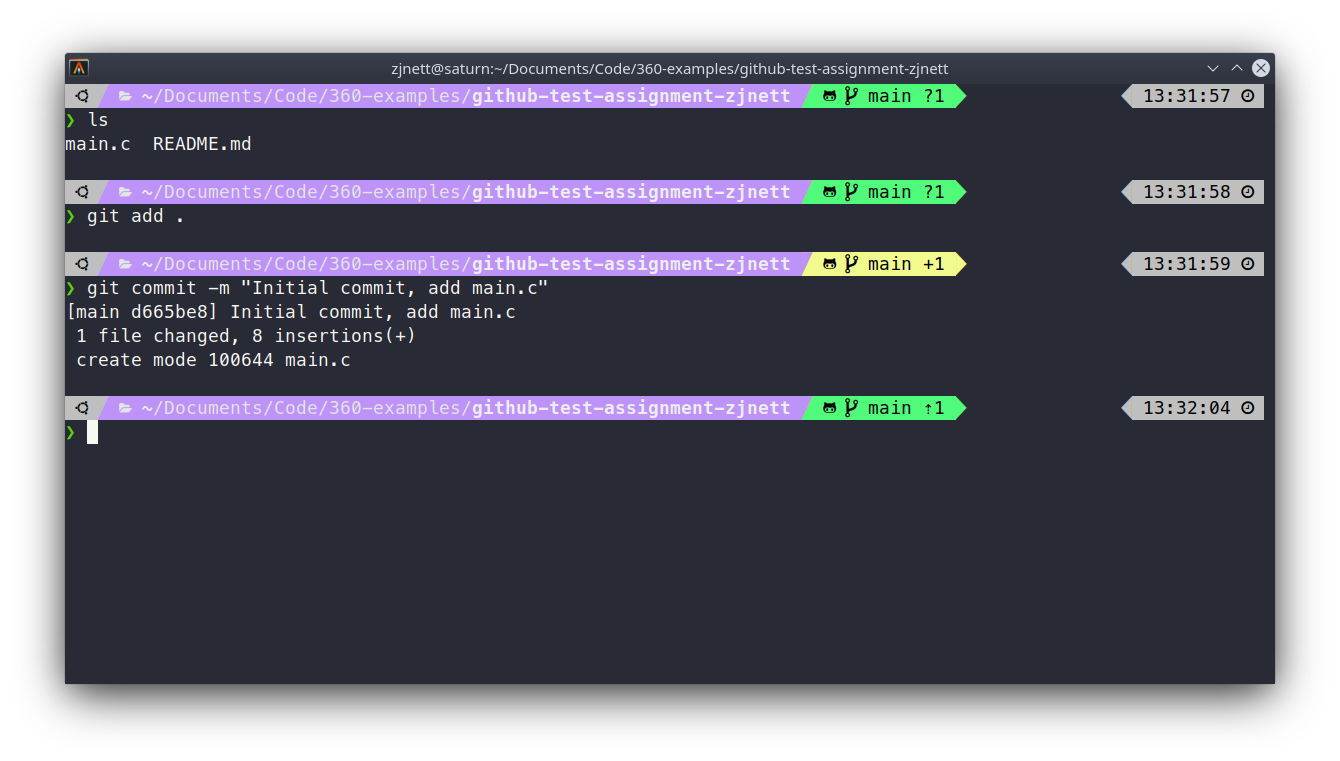 zjnett@saturn:~/Documents/Code/360-examples/github-test-assignment-zjnett
~/Documents/Code/360-examples/github-test-assignment-zjnett main ?1 13:31:57
❯ ls
main.c  README.md
~/Documents/Code/360-examples/github-test-assignment-zjnett main ?1 13:31:58
❯ git add .
~/Documents/Code/360-examples/github-test-assignment-zjnett main +1 13:31:59
❯ git commit -m "Initial commit, add main.c"
[main d665be8] Initial commit, add main.c
1 file changed, 8 insertions(+)
create mode 100644 main.c
~/Documents/Code/360-examples/github-test-assignment-zjnett main ⇡1 13:32:04
❯